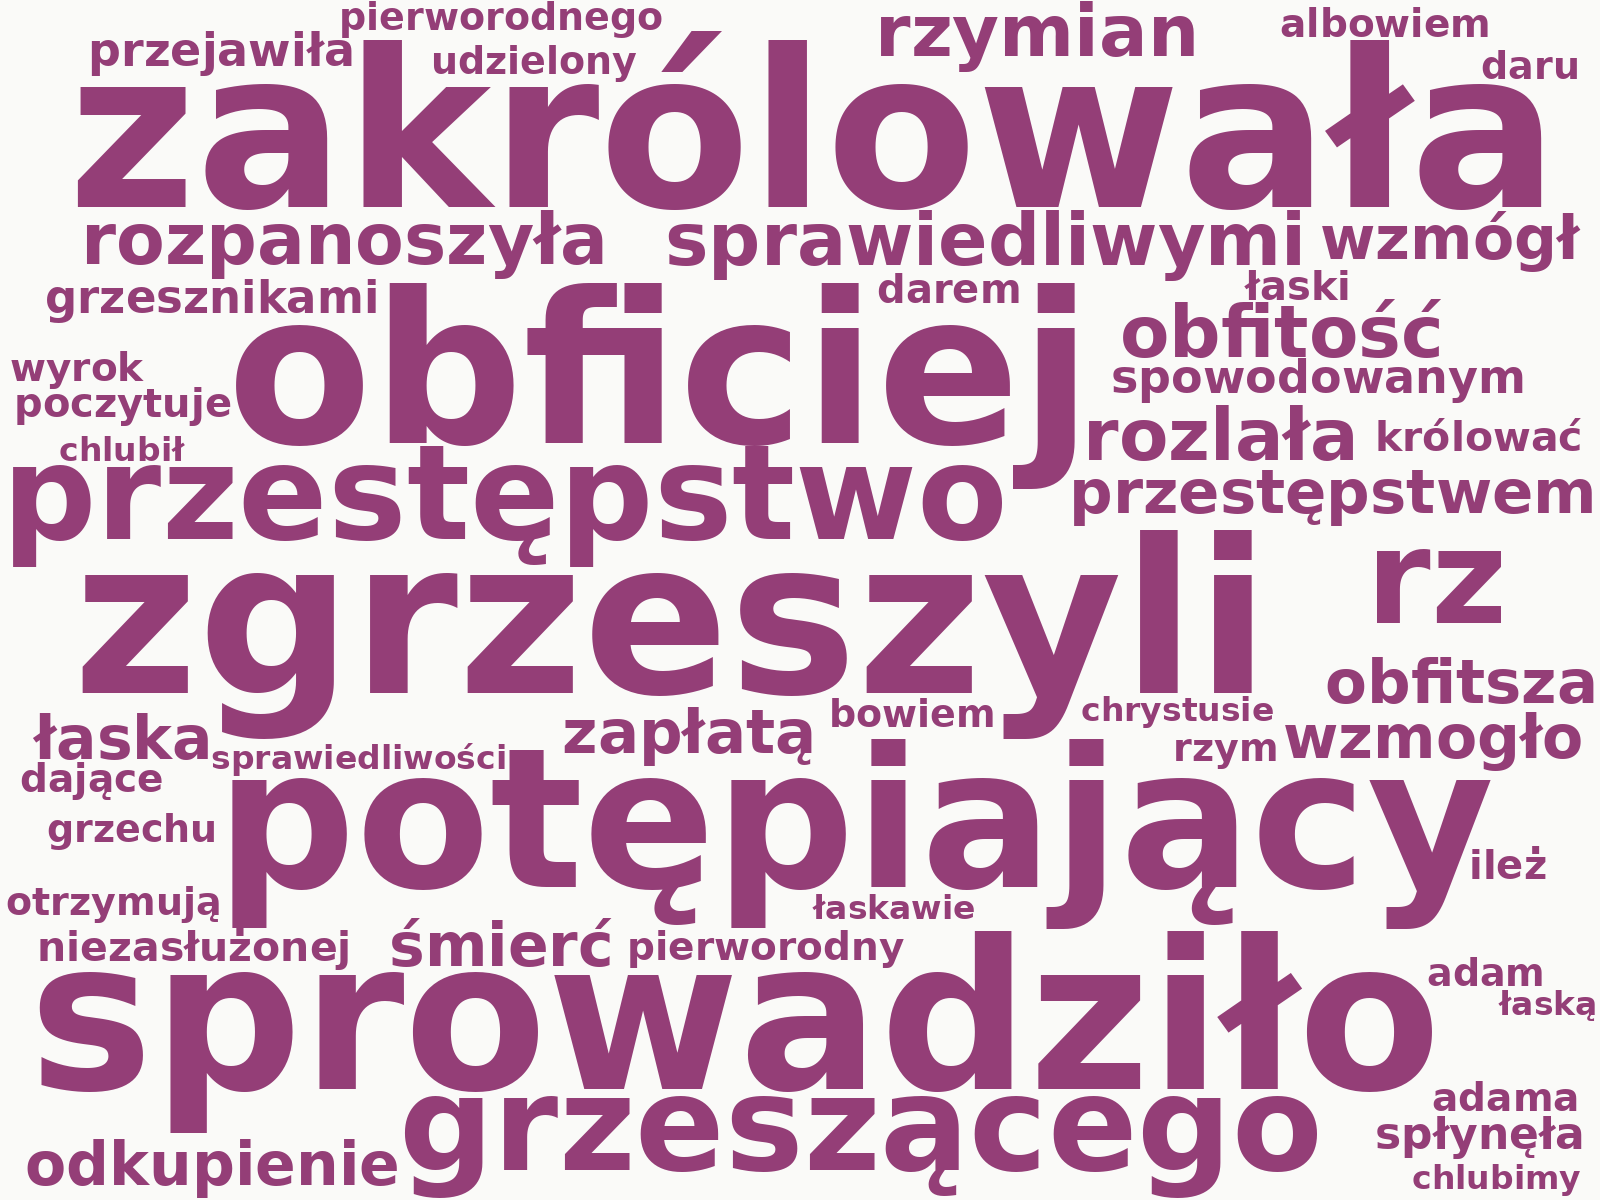 pierworodnego
rzymian
albowiem
przejawiła
udzielony
daru
zakrólowała
rozpanoszyła
sprawiedliwymi
wzmógł
grzesznikami
darem
łaski
obficiej
obfitość
wyrok
spowodowanym
poczytuje
rozlała
królować
chlubił
przestępstwo
przestępstwem
zgrzeszyli
rz
obfitsza
łaska
zapłatą
bowiem
chrystusie
sprawiedliwości
rzym
wzmogło
dające
potępiający
grzechu
ileż
otrzymują
łaskawie
niezasłużonej
śmierć
pierworodny
adam
sprowadziło
łaską
grzeszącego
adama
spłynęła
odkupienie
chlubimy